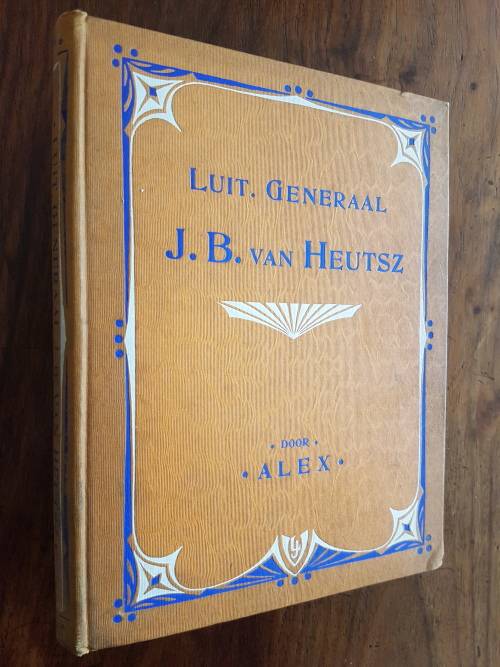 LUIT. GENERAAL
J. B. VAN HEUTSZ
• DOOR •
• ALEX •